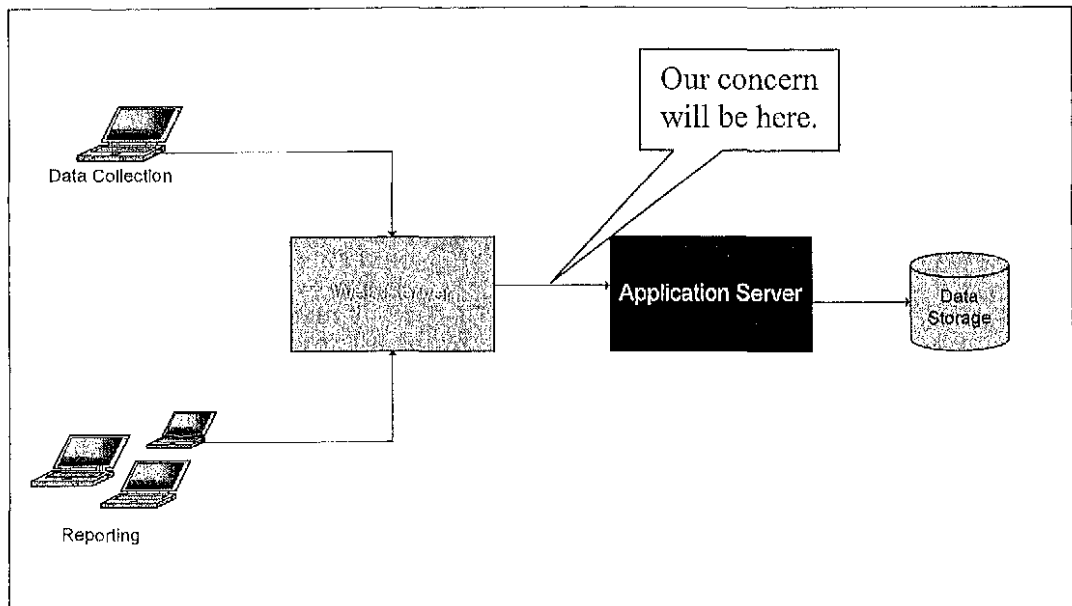 Our concern
will be here.
Data Collection
Web Server
Application Server
Data
Storage
Reporting